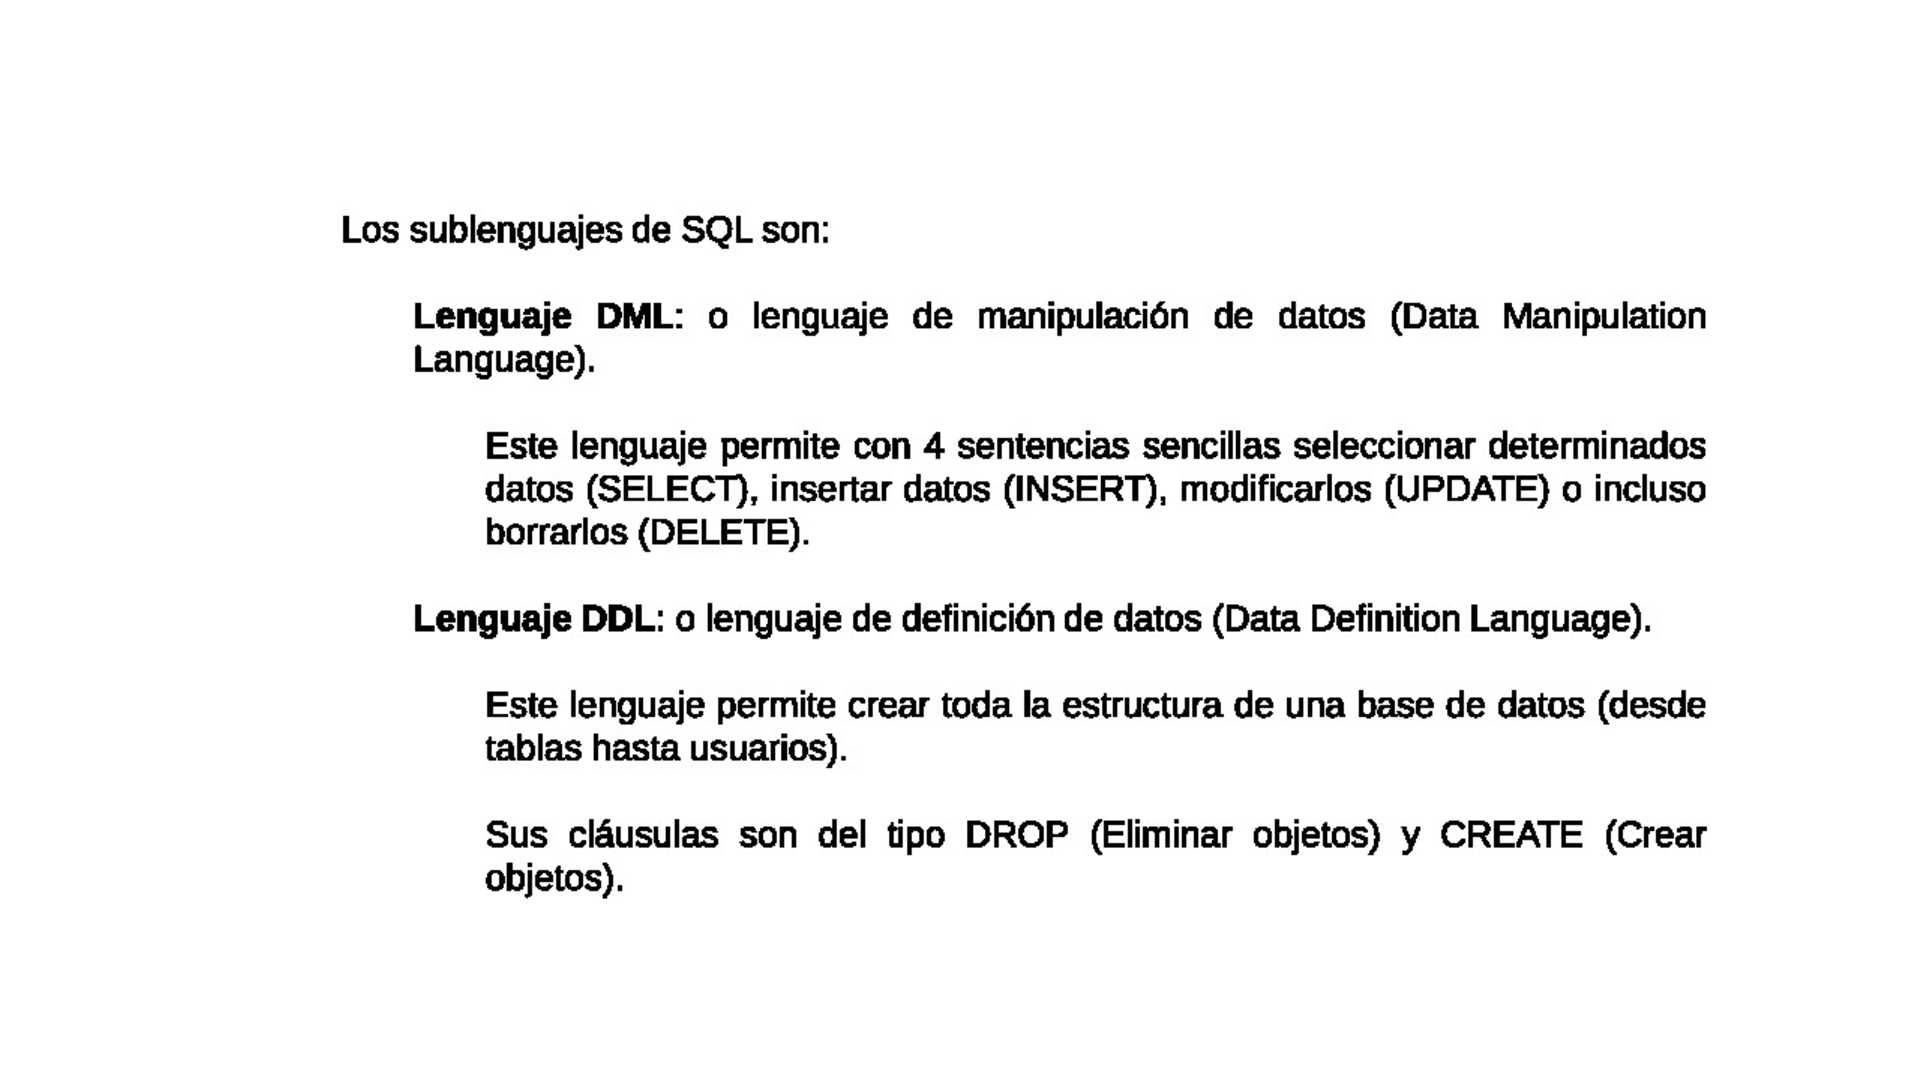 Los sublenguajes de SQL son:
Lenguaje DML: o lenguaje de manipulación de datos (Data Manipulation
Language).
Este lenguaje permite con 4 sentencias sencillas seleccionar determinados
datos (SELECT), insertar datos (INSERT), modificarlos (UPDATE) o incluso
borrarlos (DELETE).
Lenguaje DDL: o lenguaje de definición de datos (Data Definition Language).
Este lenguaje permite crear toda la estructura de una base de datos (desde
tablas hasta usuarios).
Sus cláusulas son del tipo DROP (Eliminar objetos) y CREATE (Crear
objetos).